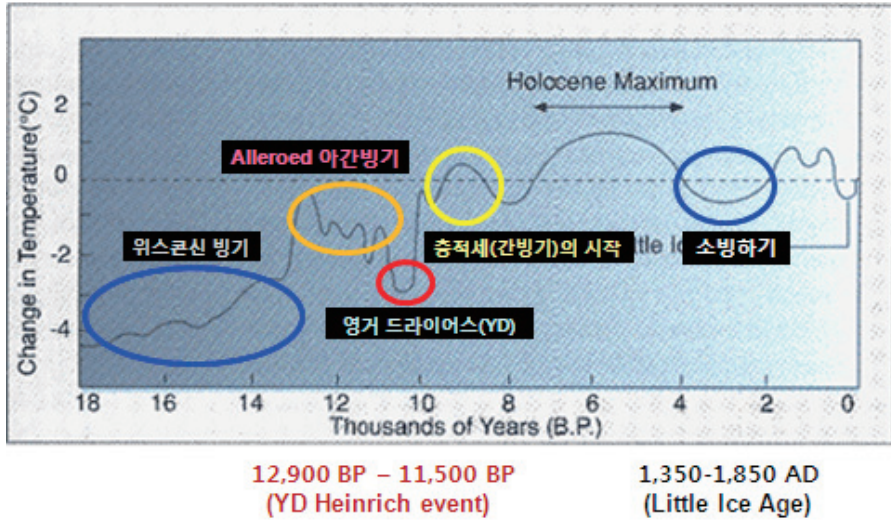 Change in Temperature(°C)
2
0
-2
-4
Holocene Maximum
Alleroed 아간빙기
위스콘신 빙기
충적세(간빙기)의 시작
소빙하기
영거 드라이어스(YD)
18 16 14 12 10 8 6 4 2 0
Thousands of Years (B.P.)
12,900 BP – 11,500 BP
(YD Heinrich event)
1,350-1,850 AD
(Little Ice Age)